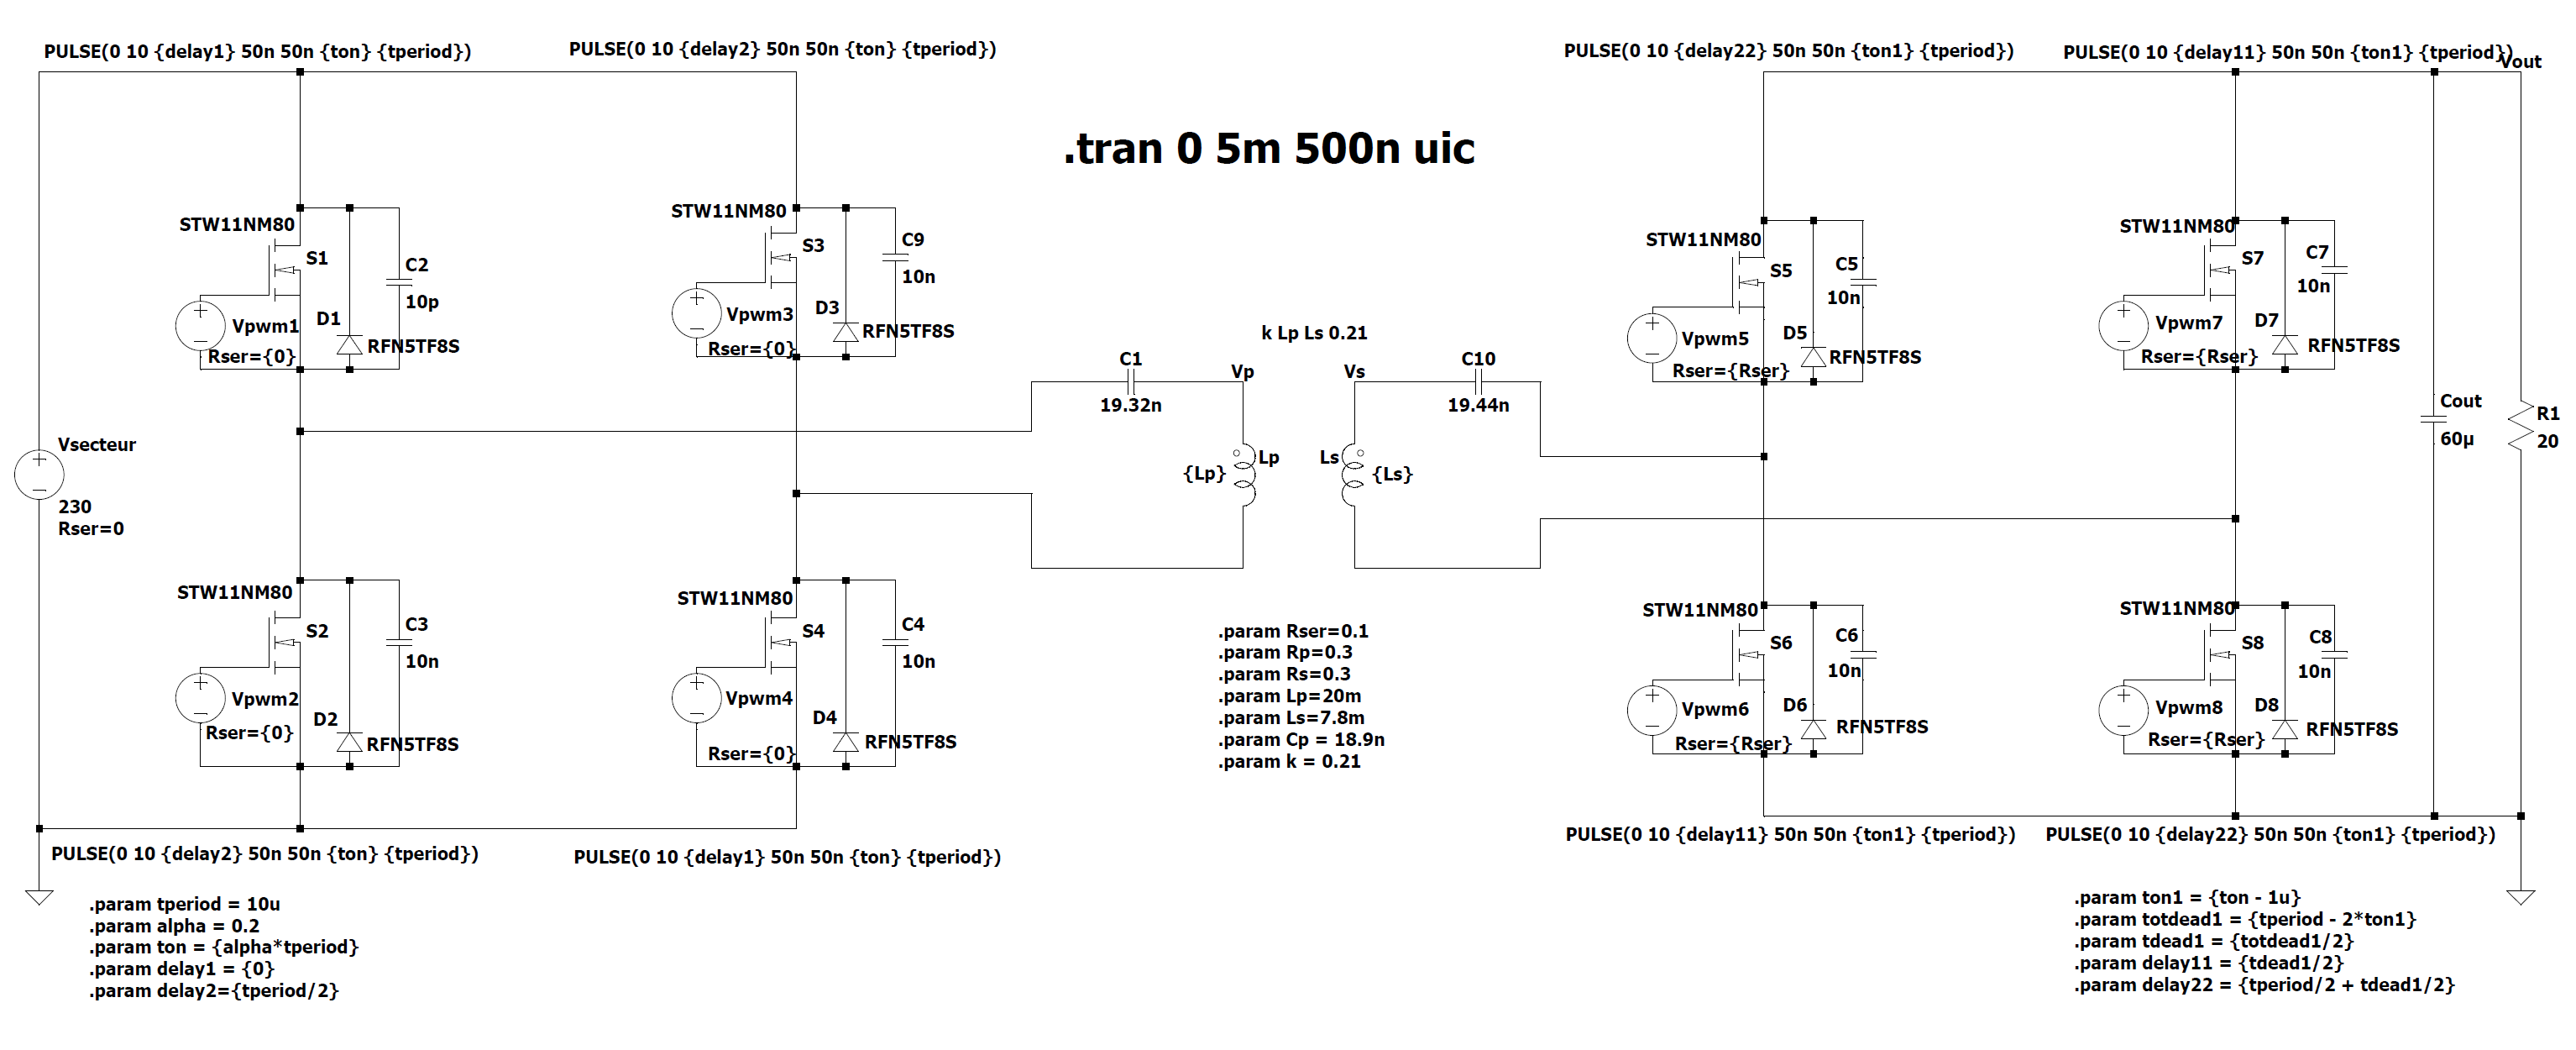 PULSE(0 10 {delay1} 50n 50n {ton} {tperiod})
PULSE(0 10 {delay2} 50n 50n {ton} {tperiod})
PULSE(0 10 {delay22} 50n 50n {ton1} {tperiod})
PULSE(0 10 {delay11} 50n 50n {ton1} {tperiod})
Vout
.tran 0 5m 500n uic
STW11NM80
S1
C2
10p
Vpwm1
D1
Rser={0}
RFN5TF8S
STW11NM80
S3
C9
10n
Vpwm3
D3
RFN5TF8S
Rser={0}
STW11NM80
S5
C5
10n
Vpwm5
D5
RFN5TF8S
Rser={Rser}
STW11NM80
S7
C7
10n
Vpwm7
D7
RFN5TF8S
Rser={Rser}
k Lp Ls 0.21
C1
19.32n
Vp
Vs
C10
19.44n
Lp
{Lp}
Ls
{Ls}
Cout
60µ
R1
20
Vsecteur
230
Rser=0
STW11NM80
S2
C3
10n
Vpwm2
D2
Rser={0}
RFN5TF8S
STW11NM80
S4
C4
10n
Vpwm4
D4
RFN5TF8S
Rser={0}
.param Rser=0.1
.param Rp=0.3
.param Rs=0.3
.param Lp=20m
.param Ls=7.8m
.param Cp = 18.9n
.param k = 0.21
STW11NM80
S6
C6
10n
Vpwm6
D6
RFN5TF8S
Rser={Rser}
STW11NM80
S8
C8
10n
Vpwm8
D8
RFN5TF8S
Rser={Rser}
PULSE(0 10 {delay2} 50n 50n {ton} {tperiod})
PULSE(0 10 {delay1} 50n 50n {ton} {tperiod})
PULSE(0 10 {delay11} 50n 50n {ton1} {tperiod})
PULSE(0 10 {delay22} 50n 50n {ton1} {tperiod})
.param tperiod = 10u
.param alpha = 0.2
.param ton = {alpha*tperiod}
.param delay1 = {0}
.param delay2={tperiod/2}
.param ton1 = {ton - 1u}
.param totdead1 = {tperiod - 2*ton1}
.param tdead1 = {totdead1/2}
.param delay11 = {tdead1/2}
.param delay22 = {tperiod/2 + tdead1/2}